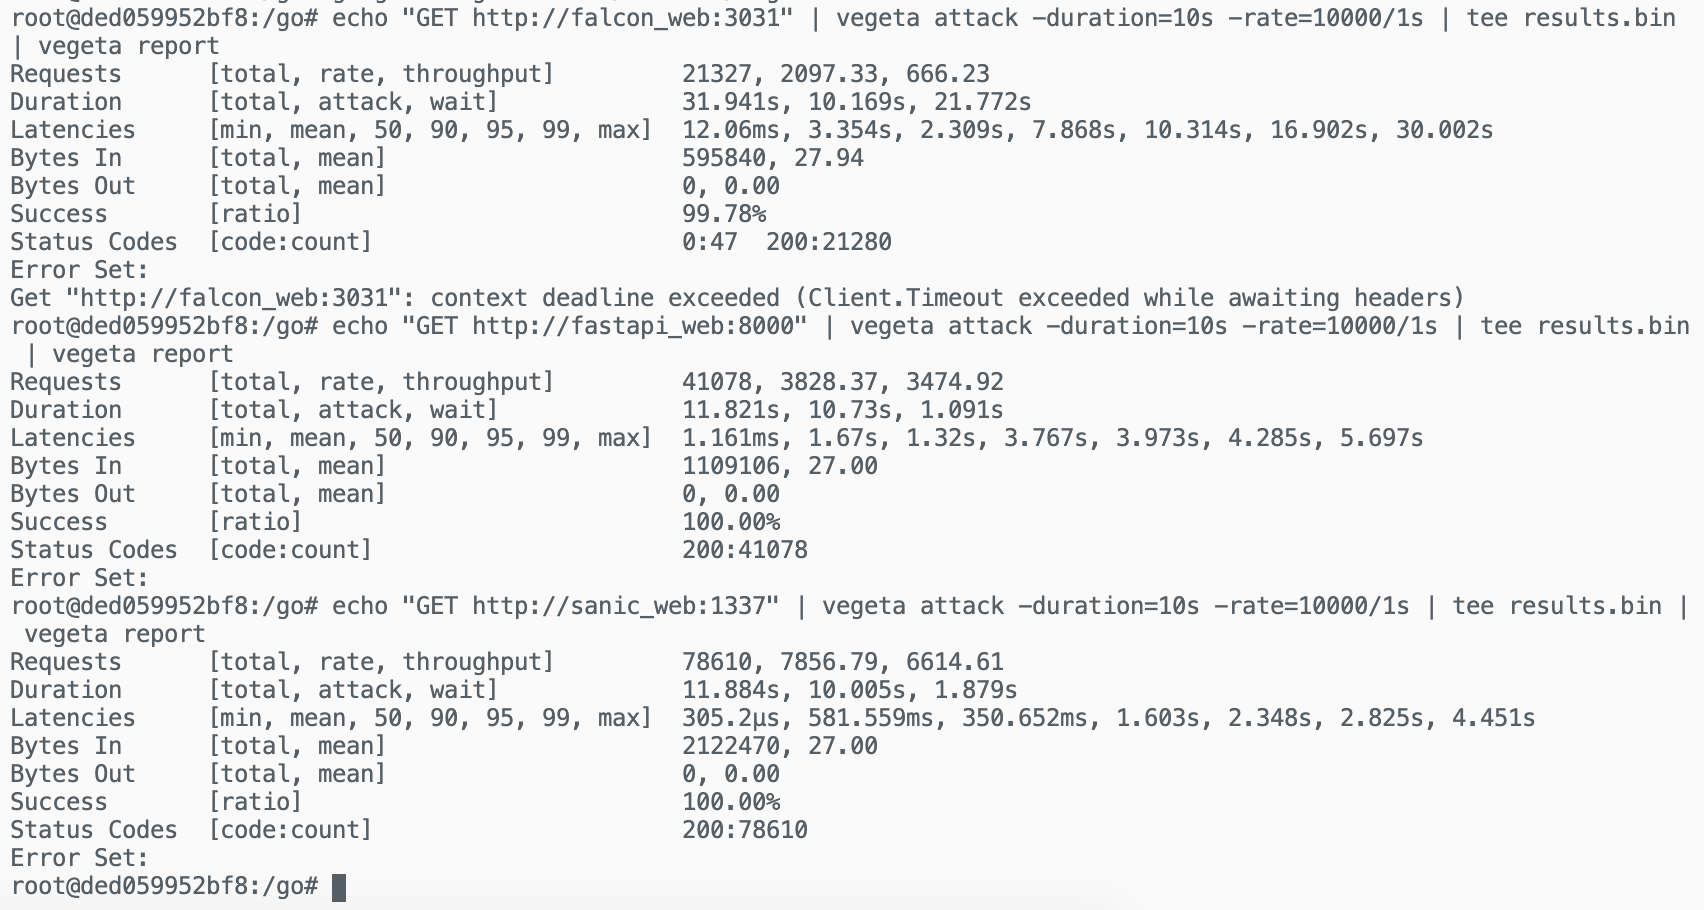 root@ded059952bf8:/go# echo "GET http://falcon_web:3031" | vegeta attack -duration=10s -rate=10000/1s | tee results.bin
| vegeta report
Requests      [total, rate, throughput]         21327, 2097.33, 666.23
Duration      [total, attack, wait]             31.941s, 10.169s, 21.772s
Latencies     [min, mean, 50, 90, 95, 99, max]  12.06ms, 3.354s, 2.309s, 7.868s, 10.314s, 16.902s, 30.002s
Bytes In      [total, mean]                     595840, 27.94
Bytes Out     [total, mean]                     0, 0.00
Success       [ratio]                           99.78%
Status Codes  [code:count]                      0:47  200:21280
Error Set:
Get "http://falcon_web:3031": context deadline exceeded (Client.Timeout exceeded while awaiting headers)
root@ded059952bf8:/go# echo "GET http://fastapi_web:8000" | vegeta attack -duration=10s -rate=10000/1s | tee results.bin
 | vegeta report
Requests      [total, rate, throughput]         41078, 3828.37, 3474.92
Duration      [total, attack, wait]             11.821s, 10.73s, 1.091s
Latencies     [min, mean, 50, 90, 95, 99, max]  1.161ms, 1.67s, 1.32s, 3.767s, 3.973s, 4.285s, 5.697s
Bytes In      [total, mean]                     1109106, 27.00
Bytes Out     [total, mean]                     0, 0.00
Success       [ratio]                           100.00%
Status Codes  [code:count]                      200:41078
Error Set:
root@ded059952bf8:/go# echo "GET http://sanic_web:1337" | vegeta attack -duration=10s -rate=10000/1s | tee results.bin |
 vegeta report
Requests      [total, rate, throughput]         78610, 7856.79, 6614.61
Duration      [total, attack, wait]             11.884s, 10.005s, 1.879s
Latencies     [min, mean, 50, 90, 95, 99, max]  305.2µs, 581.559ms, 350.652ms, 1.603s, 2.348s, 2.825s, 4.451s
Bytes In      [total, mean]                     2122470, 27.00
Bytes Out     [total, mean]                     0, 0.00
Success       [ratio]                           100.00%
Status Codes  [code:count]                      200:78610
Error Set:
root@ded059952bf8:/go#